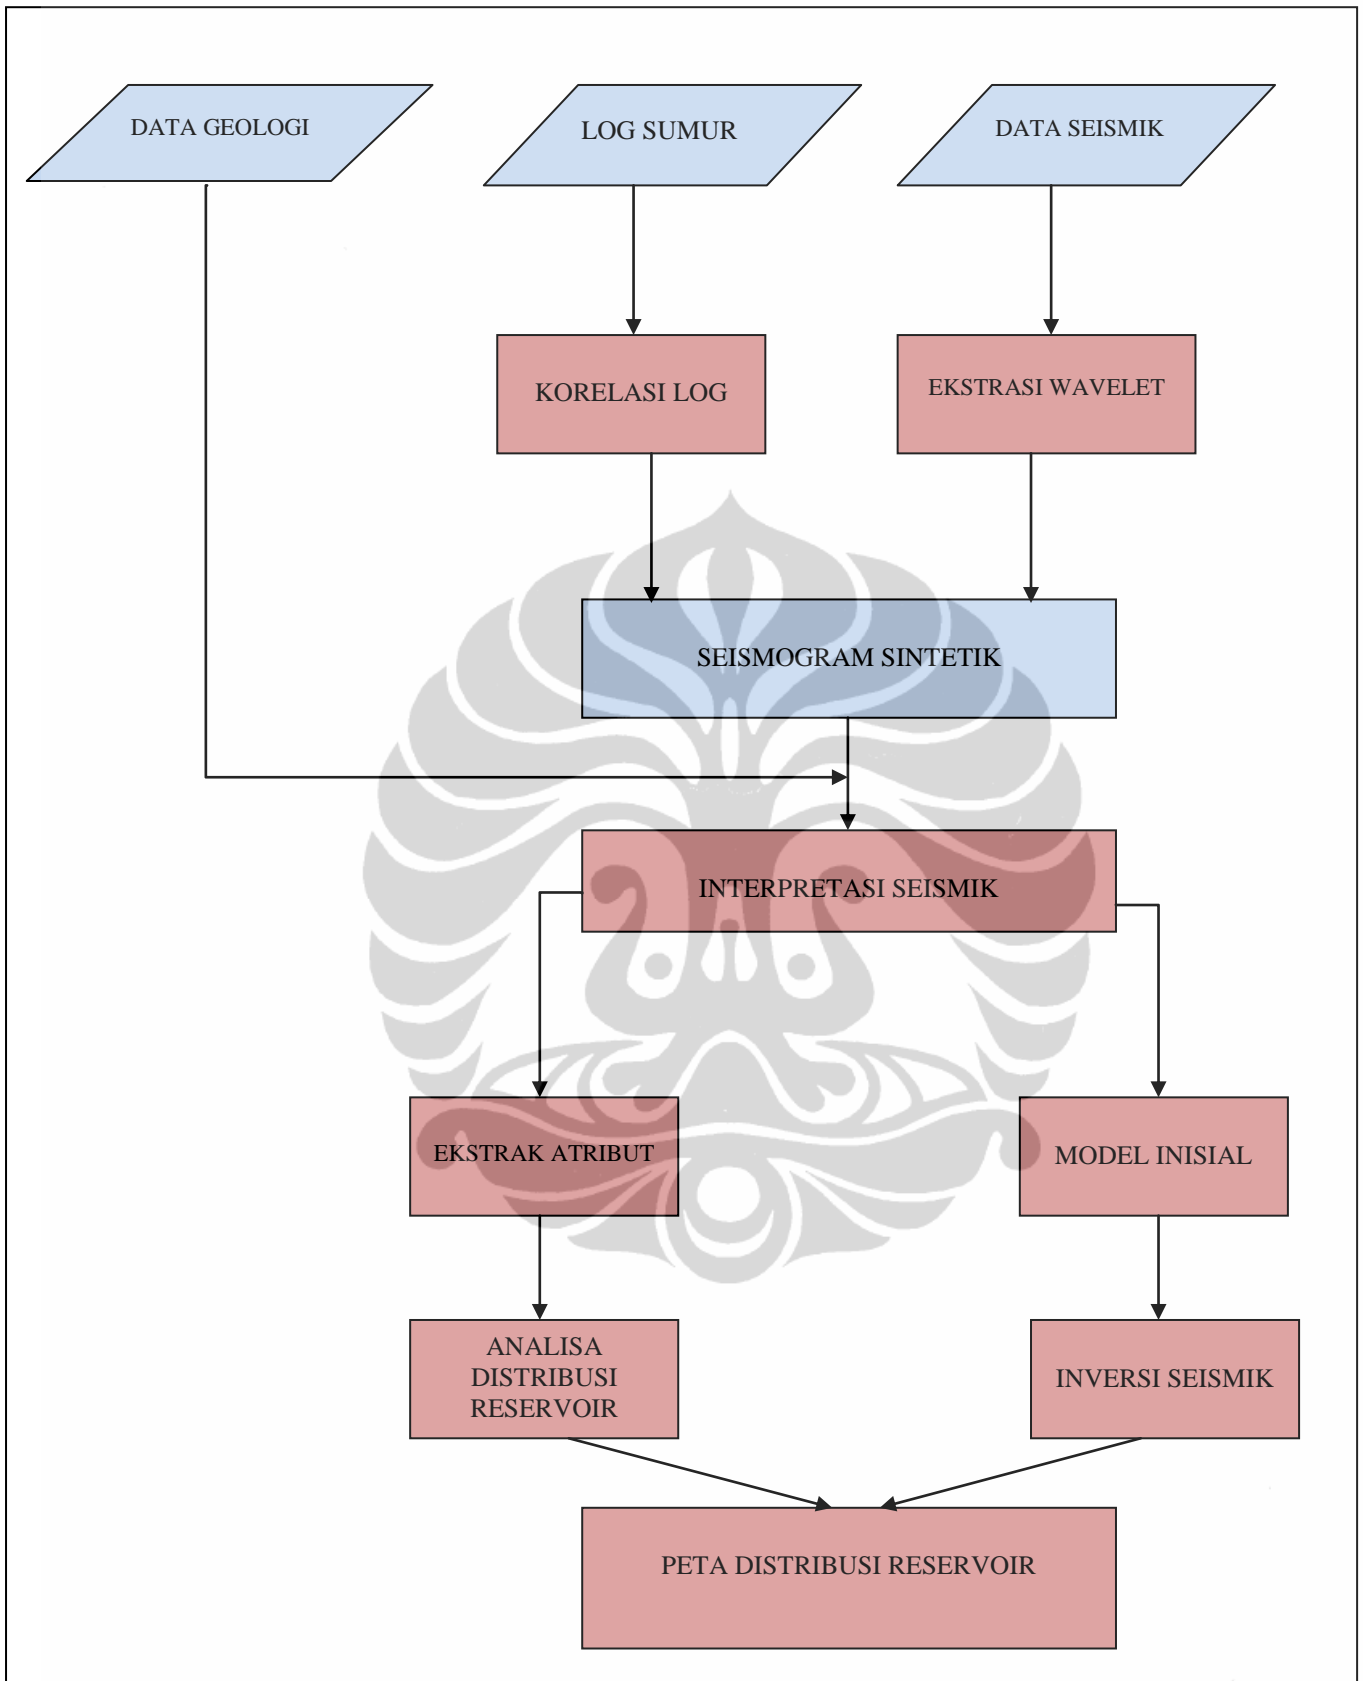 DATA GEOLOGI
LOG SUMUR
DATA SEISMIK
KORELASI LOG
EKSTRASI WAVELET
SEISMOGRAM SINTETIK
INTERPRETASI SEISMIK
EKSTRAK ATRIBUT
MODEL INISIAL
ANALISA
DISTRIBUSI
RESERVOIR
INVERSI SEISMIK
PETA DISTRIBUSI RESERVOIR